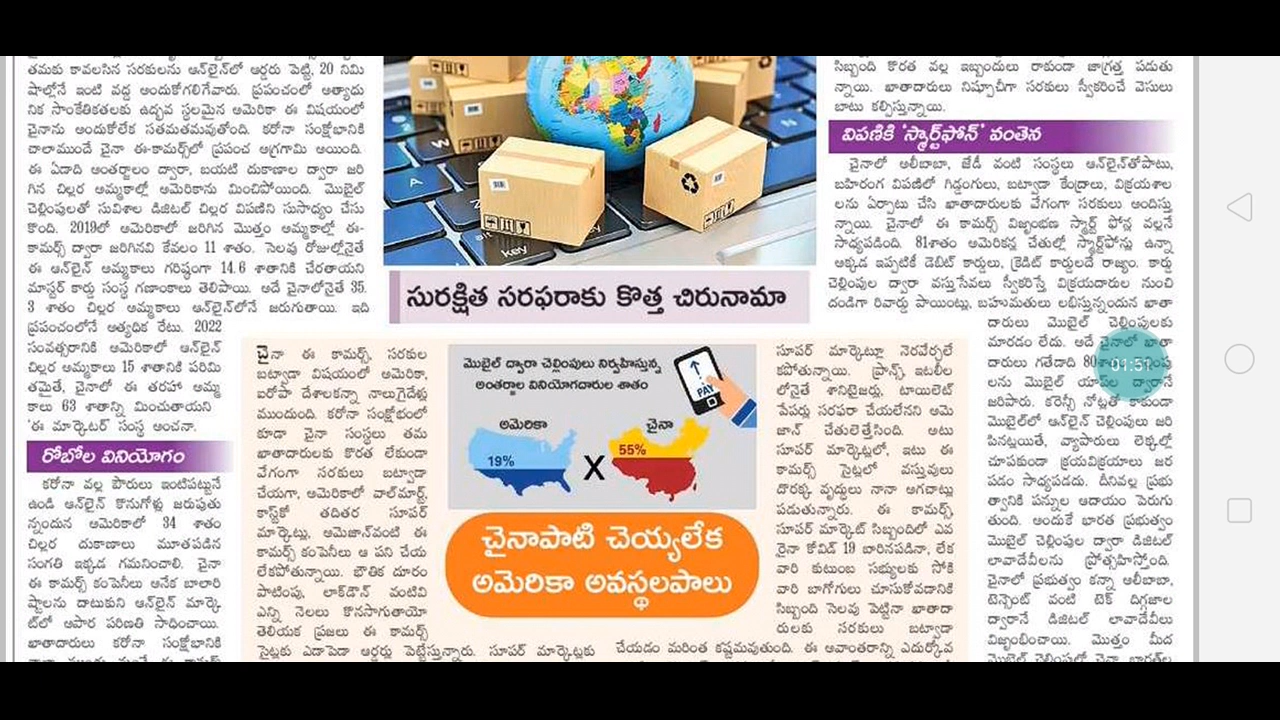 తమకు కావలసిన సరకులను ఆన్‌లైన్‌లో ఆర్డరు పెట్టి, 20 నిమి
షాల్లోనే ఇంటి వద్ద అందుకోగలిగేవారు. ప్రపంచంలో అత్యాధు
నిక సాంకేతికతలకు ఉద్భవ స్థలమైన అమెరికా ఈ విషయంలో
చైనాను అందుకోలేక సతమతమవుతోంది. కరోనా సంక్షోభానికి
చాలాముందే చైనా ఈ-కామర్స్‌లో ప్రపంచ అగ్రగామి అయింది.
ఈ ఏడాది అంతర్జాలం ద్వారా, బయటి దుకాణాల ద్వారా జరి
గిన చిల్లర అమ్మకాల్లో అమెరికాను మించిపోయింది. మొబైల్
చెల్లింపులతో సువిశాల డిజిటల్ చిల్లర విపణిని సుసాధ్యం చేసు
కొంది. 2019లో అమెరికాలో జరిగిన మొత్తం అమ్మకాల్లో ఈ-
కామర్స్ ద్వారా జరిగినవి కేవలం 11 శాతం. సెలవు రోజుల్లోనైతే
ఈ ఆన్‌లైన్ అమ్మకాలు గరిష్ఠంగా 14.6 శాతానికి చేరతాయని
మాస్టర్ కార్డు సంస్థ గణాంకాలు తెలిపాయి. అదే చైనాలోనైతే 35.
3 శాతం చిల్లర అమ్మకాలు ఆన్‌లైన్‌లోనే జరుగుతాయి. ఇది
ప్రపంచంలోనే అత్యధిక రేటు. 2022
సంవత్సరానికి అమెరికాలో ఆన్‌లైన్
చిల్లర అమ్మకాలు 15 శాతానికి పరిమి
తమైతే, చైనాలో ఈ తరహా అమ్మ
కాలు 63 శాతాన్ని మించుతాయని
'ఈ మార్కెటర్' సంస్థ అంచనా.
రోబోల వినియోగం
కరోనా వల్ల పౌరులు ఇంటిపట్టునే
ఉండి ఆన్‌లైన్ కొనుగోళ్లు జరుపుతు
న్నందున అమెరికాలో 34 శాతం
చిల్లర దుకాణాలు మూతపడిన
సంగతి ఇక్కడ గమనించాలి. చైనా
ఈ కామర్స్ కంపెనీలు అనేక బాలారి
ష్టాలను దాటుకుని ఆన్‌లైన్ మార్కె
ట్‌లో అపార పరిణతి సాధించాయి.
ఖాతాదారులు కరోనా సంక్షోభానికి
సురక్షిత సరఫరాకు కొత్త చిరునామా
చైనా ఈ కామర్స్, సరకుల
బట్వాడా విషయంలో అమెరికా,
ఐరోపా దేశాలకన్నా నాలుగైదేళ్లు
ముందుంది. కరోనా సంక్షోభంలో
కూడా చైనా సంస్థలు తమ
ఖాతాదారులకు కొరత లేకుండా
వేగంగా సరకులు బట్వాడా
చేయగా, అమెరికాలో వాల్‌మార్ట్,
కాస్ట్‌కో తదితర సూపర్
మార్కెట్లు, అమెజాన్‌వంటి ఈ
కామర్స్ కంపెనీలు ఆ పని చేయ
లేకపోతున్నాయి. భౌతిక దూరం
పాటింపు, లాక్‌డౌన్ వంటివి
ఎన్ని నెలలు కొనసాగుతాయో
తెలియక ప్రజలు ఈ కామర్స్
సైట్లకు ఎడాపెడా ఆర్డర్లు పెట్టేస్తున్నారు. సూపర్ మార్కెట్లకు
మొబైల్ ద్వారా చెల్లింపులు నిర్వహిస్తున్న
అంతర్జాల వినియోగదారుల శాతం
PAY
అమెరికా
చైనా
19%
X
55%
చైనాపాటి చెయ్యలేక
అమెరికా అవస్థలపాలు
సూపర్ మార్కెట్లూ నెరవేర్చలే
కపోతున్నాయి. ఫ్రాన్స్, ఇటలీల
లోనైతే శానిటైజర్లు, టాయిలెట్
పేపర్లు సరఫరా చేయలేనని అమె
జాన్ చేతులెత్తేసింది. అటు
సూపర్ మార్కెట్లలో, ఇటు ఈ
కామర్స్ సైట్లలో వస్తువులు
దొరక్క వృద్ధులు నానా అగచాట్లు
పడుతున్నారు. ఈ కామర్స్,
సూపర్ మార్కెట్ సిబ్బందిలో ఎవ
రైనా కోవిడ్ 19 బారినపడినా, లేక
వారి కుటుంబ సభ్యులకు సోకి
వారి బాగోగులు చూసుకోవడానికి
సిబ్బంది సెలవు పెట్టినా ఖాతాదా
రులకు సరకులు బట్వాడా
చేయడం మరింత కష్టమవుతుంది. ఈ అవాంతరాన్ని ఎదుర్కోవ
సిబ్బంది కొరత వల్ల ఇబ్బందులు రాకుండా జాగ్రత్త పడుతు
న్నాయి. ఖాతాదారులు నిష్పూచీగా సరకులు స్వీకరించే వెసులు
బాటు కల్పిస్తున్నాయి.
విపణికి 'స్మార్ట్‌ఫోన్' వంతెన
చైనాలో అలీబాబా, జేడీ వంటి సంస్థలు ఆన్‌లైన్‌తోపాటు,
బహిరంగ విపణిలో గిడ్డంగులు, బట్వాడా కేంద్రాలు, విక్రయశాల
లను ఏర్పాటు చేసి ఖాతాదారులకు వేగంగా సరకులు అందిస్తు
న్నాయి. చైనాలో ఈ కామర్స్ విజృంభణ స్మార్ట్ ఫోన్ల వల్లనే
సాధ్యపడింది. 81శాతం అమెరికన్ల చేతుల్లో స్మార్ట్‌ఫోన్లు ఉన్నా
అక్కడ ఇప్పటికీ డెబిట్ కార్డులు, క్రెడిట్ కార్డులదే రాజ్యం. కార్డు
చెల్లింపుల ద్వారా వస్తుసేవలు స్వీకరిస్తే విక్రయదారుల నుంచి
దండిగా రివార్డు పాయింట్లు, బహుమతులు లభిస్తున్నందున ఖాతా
దారులు మొబైల్ చెల్లింపులకు
మారడం లేదు. అదే చైనాలో ఖాతా
దారులు గతేదాది 80శాతం
లను మొబైల్ యాప్‌ల ద్వారానే
జరిపారు. కరెన్సీ నోట్లతో కాకుండా
మొబైల్‌లో ఆన్‌లైన్ చెల్లింపులు జరి
పినట్లయితే, వ్యాపారులు లెక్కల్లో
చూపకుండా క్రయవిక్రయాలు జర
పడం సాధ్యపడదు. దీనివల్ల ప్రభు
త్వానికి పన్నుల ఆదాయం పెరుగు
తుంది. అందుకే భారత ప్రభుత్వం
మొబైల్ చెల్లింపుల ద్వారా డిజిటల్
లావాదేవీలను ప్రోత్సహిస్తోంది.
చైనాలో ప్రభుత్వం కన్నా అలీబాబా,
టెన్సెంట్ వంటి టెక్ దిగ్గజాల
ద్వారానే డిజిటల్ లావాదేవీలు
విజృంభించాయి. మొత్తం మీద
01:51